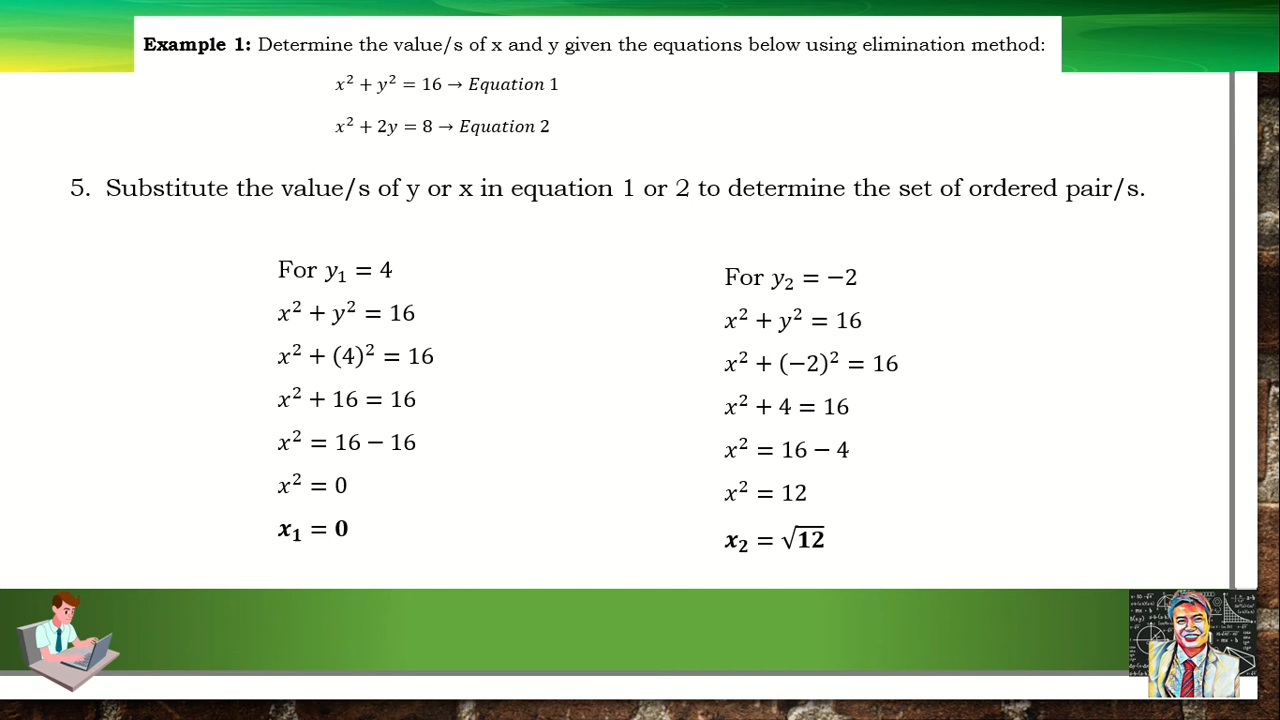 Example 1: Determine the value/s of x and y given the equations below using elimination method:
x² + y² = 16 → Equation 1
x² + 2y = 8 → Equation 2
5. Substitute the value/s of y or x in equation 1 or 2 to determine the set of ordered pair/s.
For y₁ = 4
x² + y² = 16
x² + (4)² = 16
x² + 16 = 16
x² = 16 − 16
x² = 0
x₁ = 0
For y₂ = −2
x² + y² = 16
x² + (−2)² = 16
x² + 4 = 16
x² = 16 − 4
x² = 12
x₂ = √12